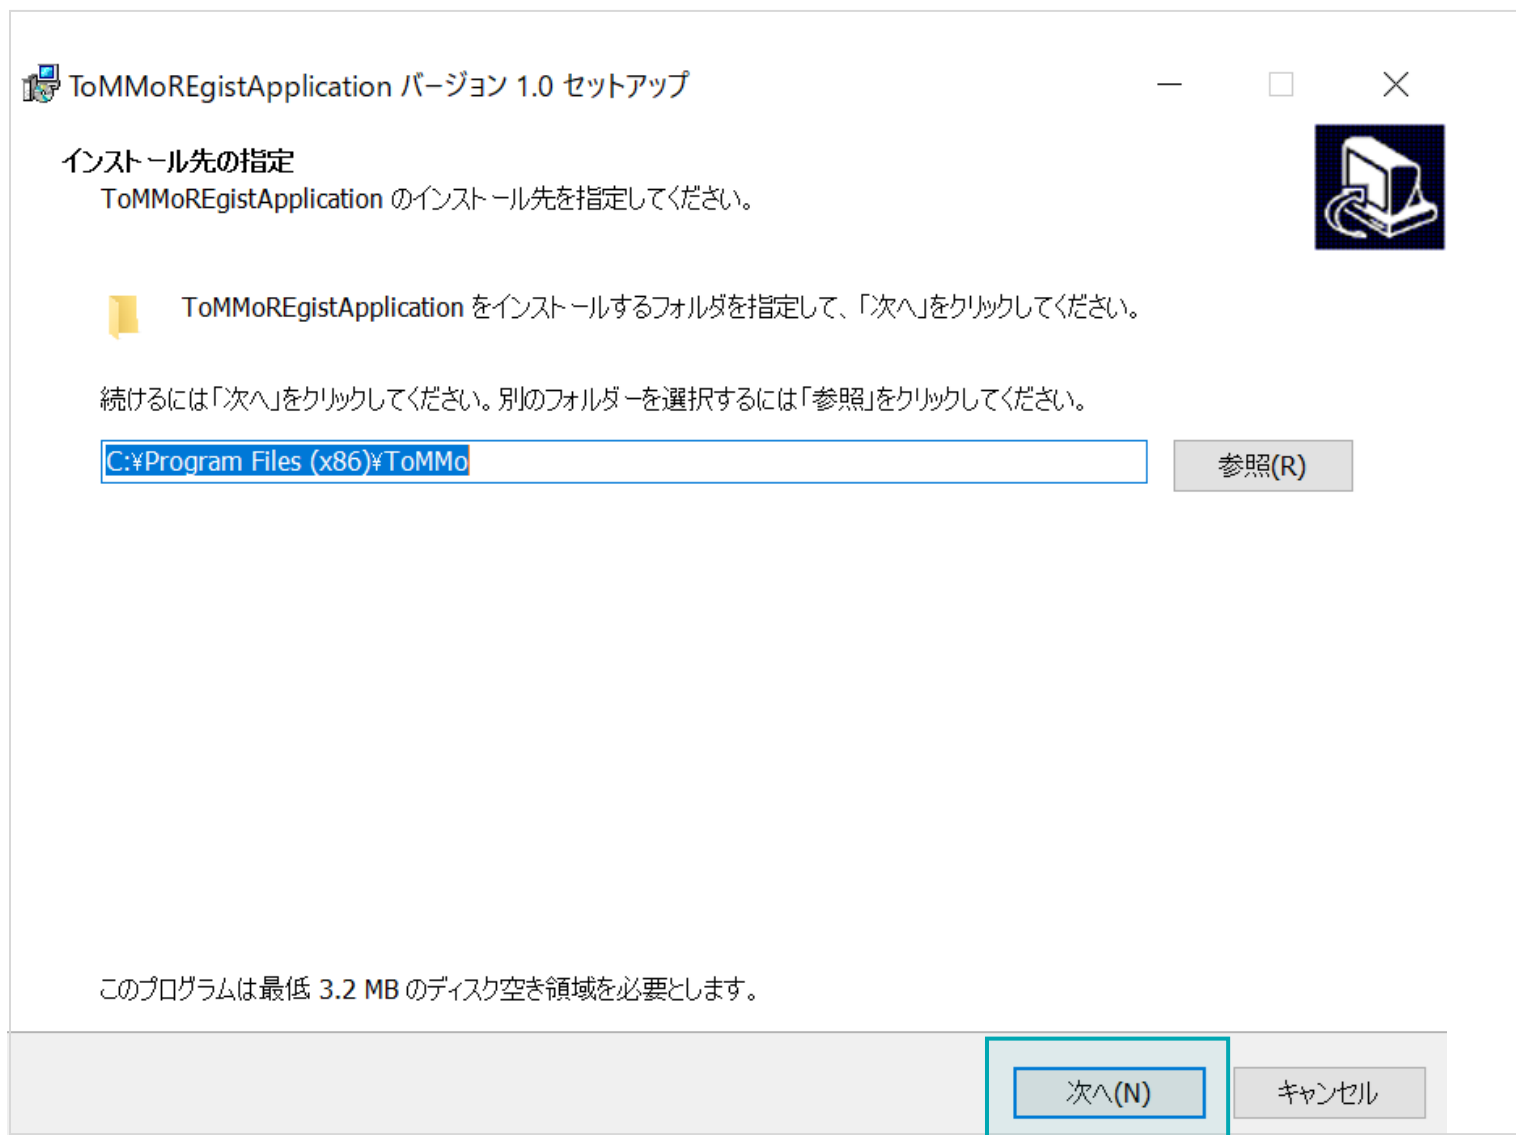 ToMMoREgistApplication バージョン 1.0 セットアップ
インストール先の指定
ToMMoREgistApplication のインストール先を指定してください。
ToMMoREgistApplication をインストールするフォルダを指定して、「次へ」をクリックしてください。
続けるには「次へ」をクリックしてください。別のフォルダーを選択するには「参照」をクリックしてください。
C:¥Program Files (x86)¥ToMMo
参照(R)
このプログラムは最低 3.2 MB のディスク空き領域を必要とします。
次へ(N) キャンセル